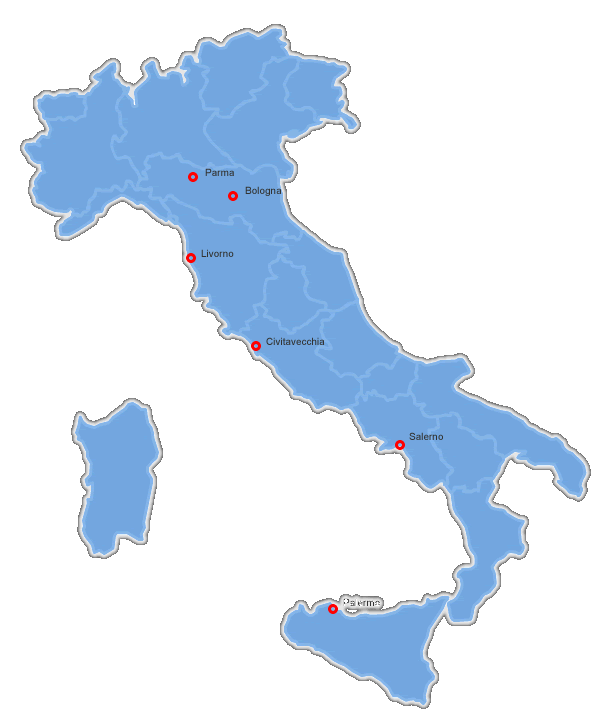 Parma
Bologna
Livorno
Civitavecchia
Salerno
Palermo